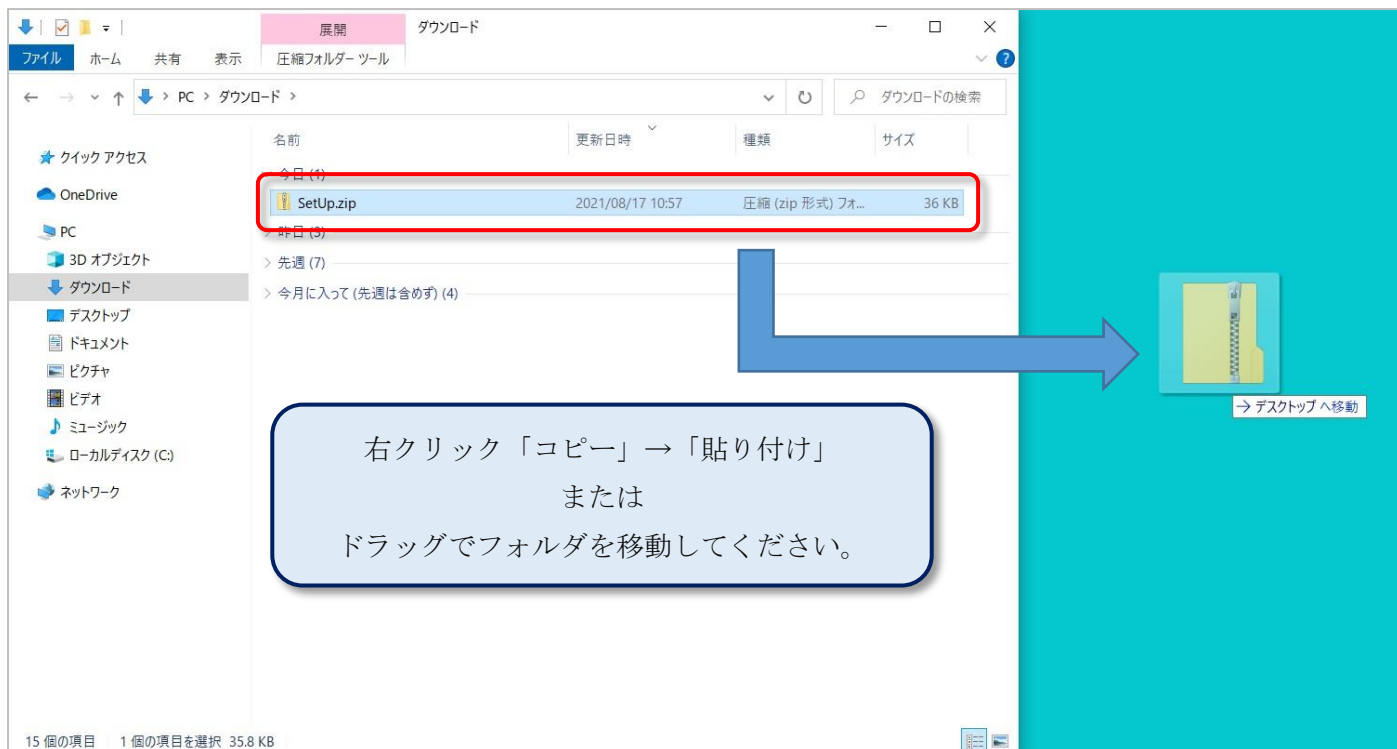 展開
ダウンロード
ファイル ホーム 共有 表示 圧縮フォルダー ツール
PC > ダウンロード >
ダウンロードの検索
名前 更新日時 種類 サイズ
クイック アクセス
OneDrive
PC
3D オブジェクト
ダウンロード
デスクトップ
ドキュメント
ピクチャ
ビデオ
ミュージック
ローカルディスク (C:)
ネットワーク
今日 (1)
SetUp.zip 2021/08/17 10:57 圧縮 (zip 形式) フォ... 36 KB
昨日 (3)
先週 (7)
今月に入って (先週は含めず) (4)
→ デスクトップ へ移動
右クリック「コピー」→「貼り付け」
または
ドラッグでフォルダを移動してください。
15 個の項目 1 個の項目を選択 35.8 KB